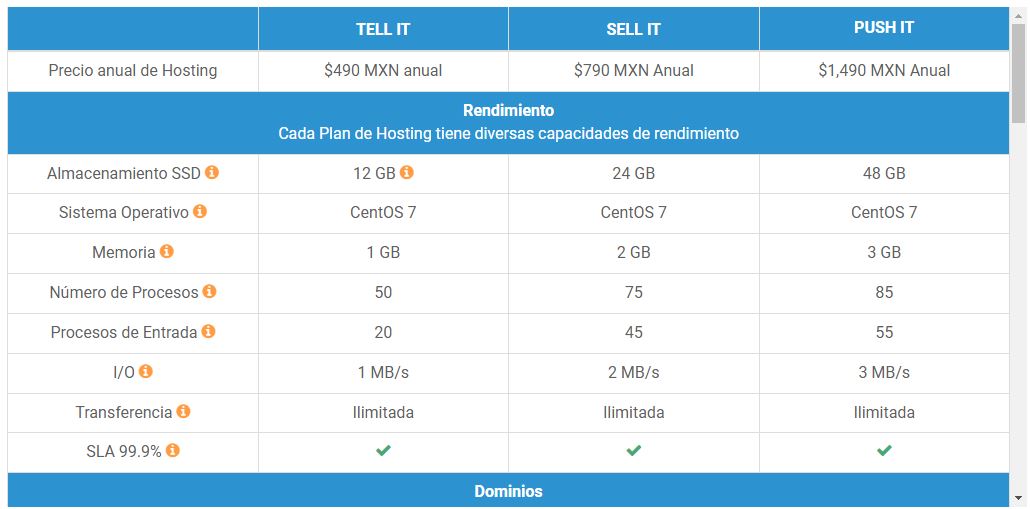 TELL IT SELL IT PUSH IT
Precio anual de Hosting $490 MXN anual $790 MXN Anual $1,490 MXN Anual
Rendimiento
Cada Plan de Hosting tiene diversas capacidades de rendimiento
Almacenamiento SSD 12 GB 24 GB 48 GB
Sistema Operativo CentOS 7 CentOS 7 CentOS 7
Memoria 1 GB 2 GB 3 GB
Número de Procesos 50 75 85
Procesos de Entrada 20 45 55
I/O 1 MB/s 2 MB/s 3 MB/s
Transferencia Ilimitada Ilimitada Ilimitada
SLA 99.9%
Dominios